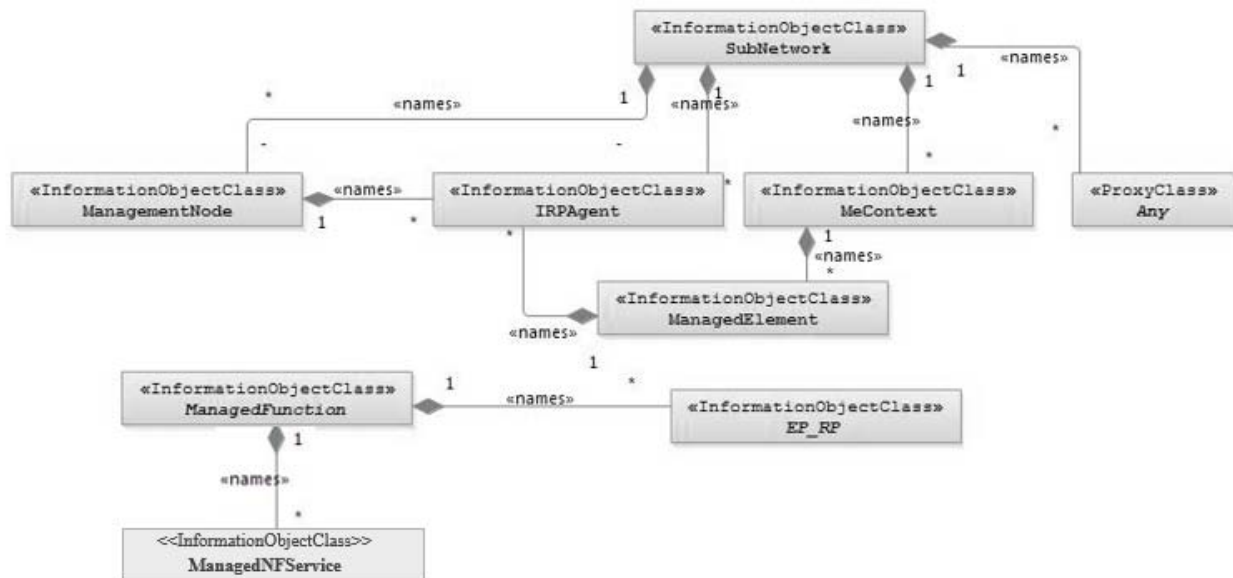 «InformationObjectClass»
SubNetwork
1
1
1
1
*
«names»
«names»
«names»
«names»
*
-
-
*
*
«InformationObjectClass»
ManagementNode
«names»
1
*
«InformationObjectClass»
IRPAgent
«InformationObjectClass»
MeContext
«ProxyClass»
Any
*
1
«names»
*
«InformationObjectClass»
ManagedElement
«names»
1
«InformationObjectClass»
ManagedFunction
1
«names»
*
«InformationObjectClass»
EP_RP
1
«names»
*
<<InformationObjectClass>>
ManagedNFService